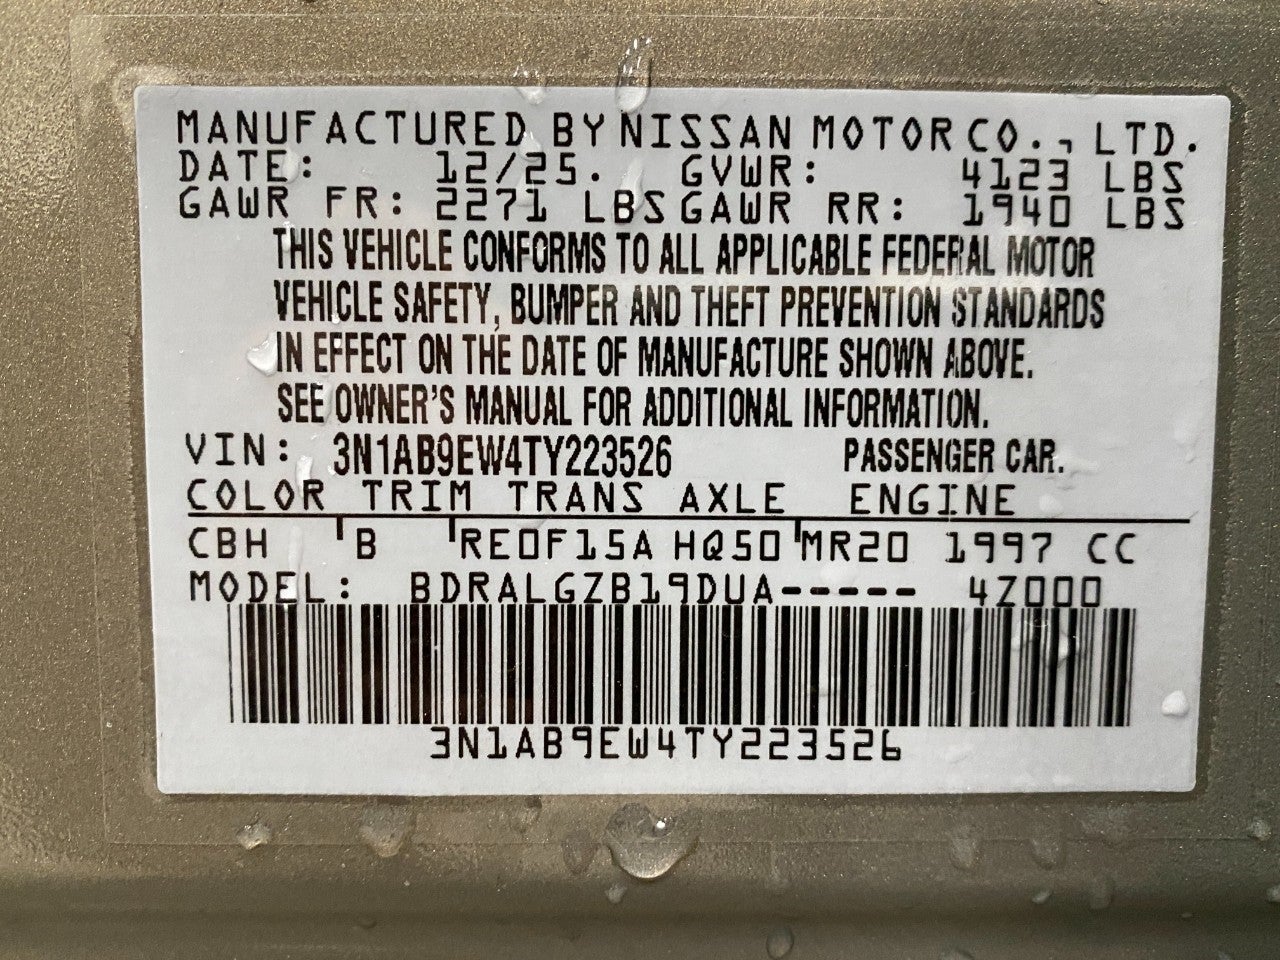 MANUFACTURED BY NISSAN MOTOR CO., LTD.
DATE: 12/25. GVWR: 4123 LBS
GAWR FR: 2271 LBS GAWR RR: 1940 LBS
THIS VEHICLE CONFORMS TO ALL APPLICABLE FEDERAL MOTOR
VEHICLE SAFETY, BUMPER AND THEFT PREVENTION STANDARDS
IN EFFECT ON THE DATE OF MANUFACTURE SHOWN ABOVE.
SEE OWNER'S MANUAL FOR ADDITIONAL INFORMATION.
VIN: 3N1AB9EW4TY223526 PASSENGER CAR.
COLOR TRIM TRANS AXLE ENGINE
CBH B RE0F15A HQ50 MR20 1997 CC
MODEL: BDRALGZB19DUA----- 4Z000
3N1AB9EW4TY223526